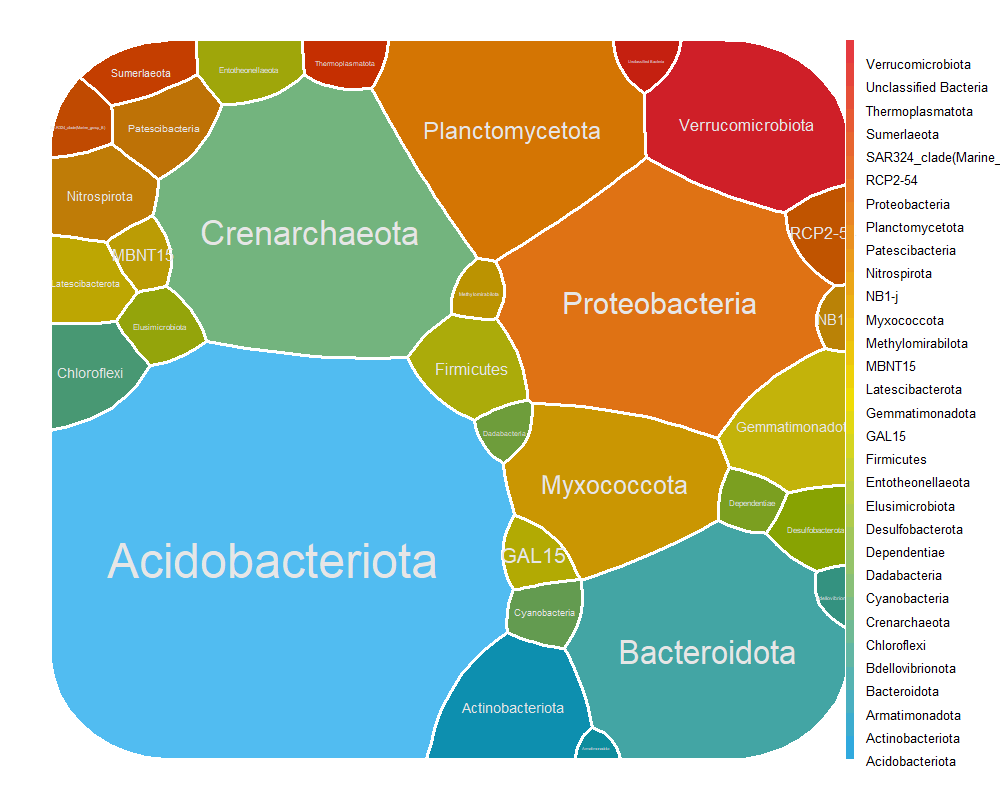 Sumerlaeota
Entotheonellaeota
Thermoplasmatota
Unclassified Bacteria
Patescibacteria
Planctomycetota
Verrucomicrobiota
Nitrospirota
Crenarchaeota
RCP2-5
MBNT15
Latescibacterota
Methylomirabilota
Proteobacteria
NB1-
Elusimicrobiota
Chloroflexi
Firmicutes
Dadabacteria
Gemmatimonadot
Myxococcota
Dependentiae
Desulfobacterota
Acidobacteriota
GAL15
Cyanobacteria
Bacteroidota
Actinobacteriota
Verrucomicrobiota
Unclassified Bacteria
Thermoplasmatota
Sumerlaeota
SAR324_clade(Marine_
RCP2-54
Proteobacteria
Planctomycetota
Patescibacteria
Nitrospirota
NB1-j
Myxococcota
Methylomirabilota
MBNT15
Latescibacterota
Gemmatimonadota
GAL15
Firmicutes
Entotheonellaeota
Elusimicrobiota
Desulfobacterota
Dependentiae
Dadabacteria
Cyanobacteria
Crenarchaeota
Chloroflexi
Bdellovibrionota
Bacteroidota
Armatimonadota
Actinobacteriota
Acidobacteriota